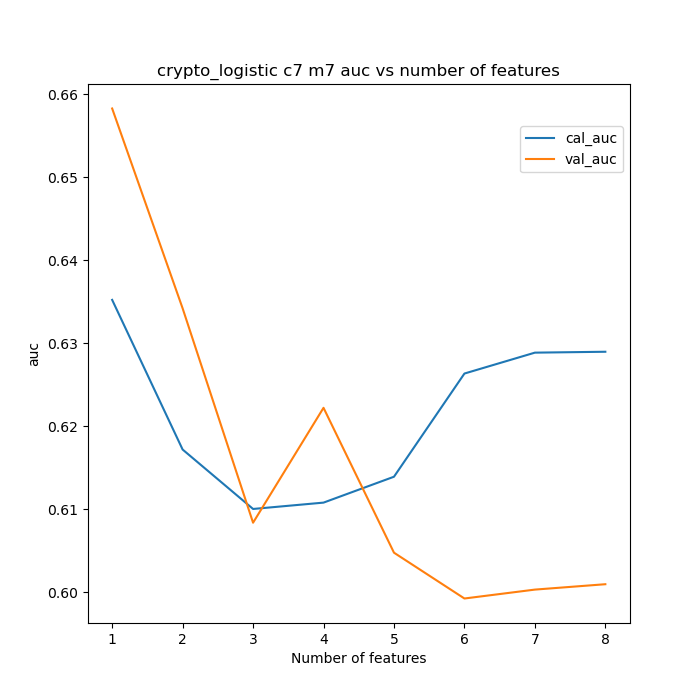 crypto_logistic c7 m7 auc vs number of features
0.66
0.65
0.64
0.63
0.62
0.61
0.60
auc
cal_auc
val_auc
1 2 3 4 5 6 7 8
Number of features